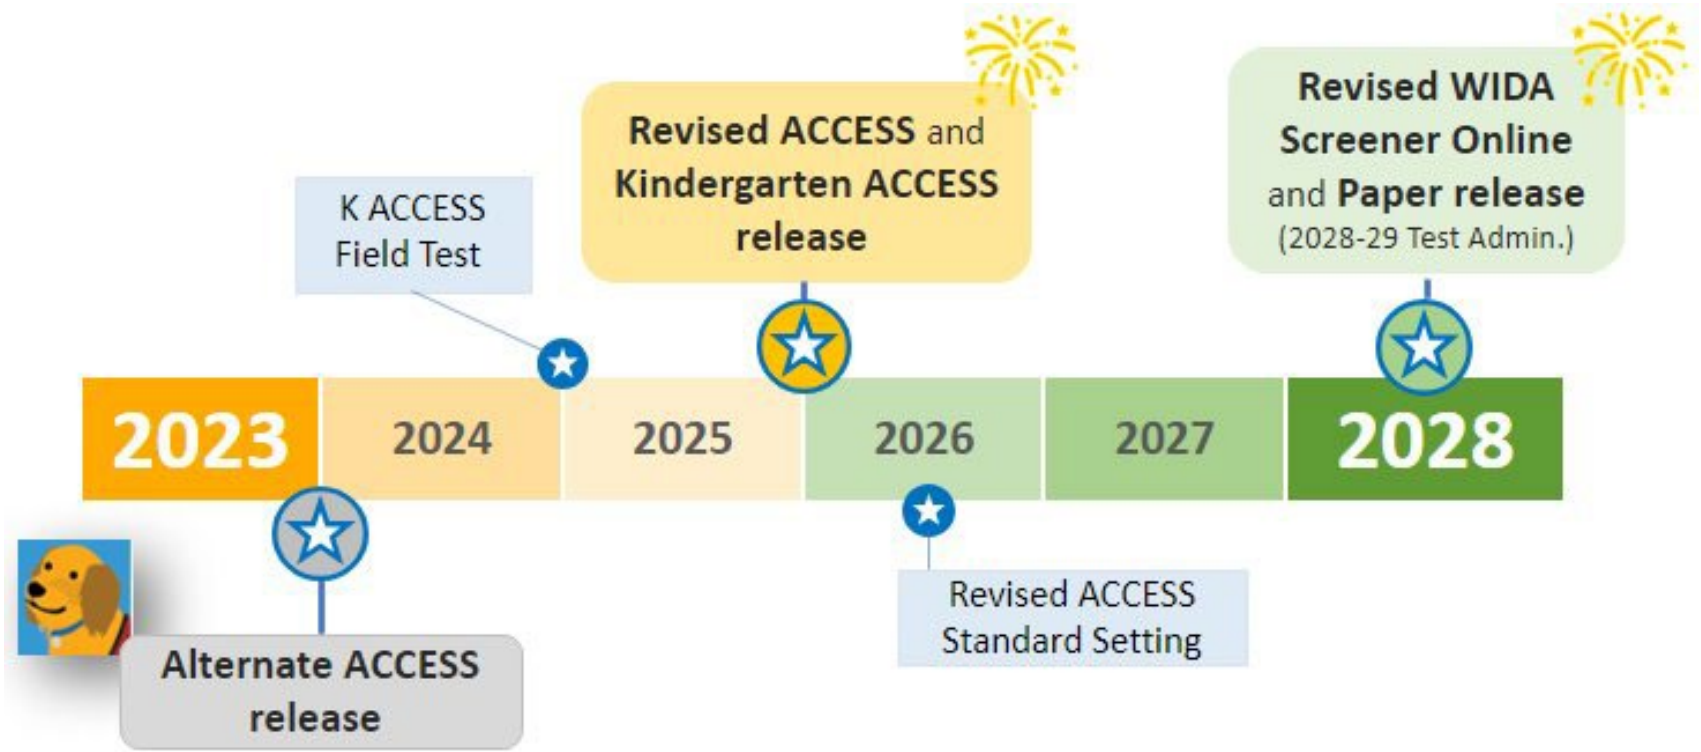 Revised ACCESS and
Kindergarten ACCESS
release
Revised WIDA
Screener Online
and Paper release
(2028-29 Test Admin.)
K ACCESS
Field Test
2023
2024
2025
2026
2027
2028
Alternate ACCESS
release
Revised ACCESS
Standard Setting